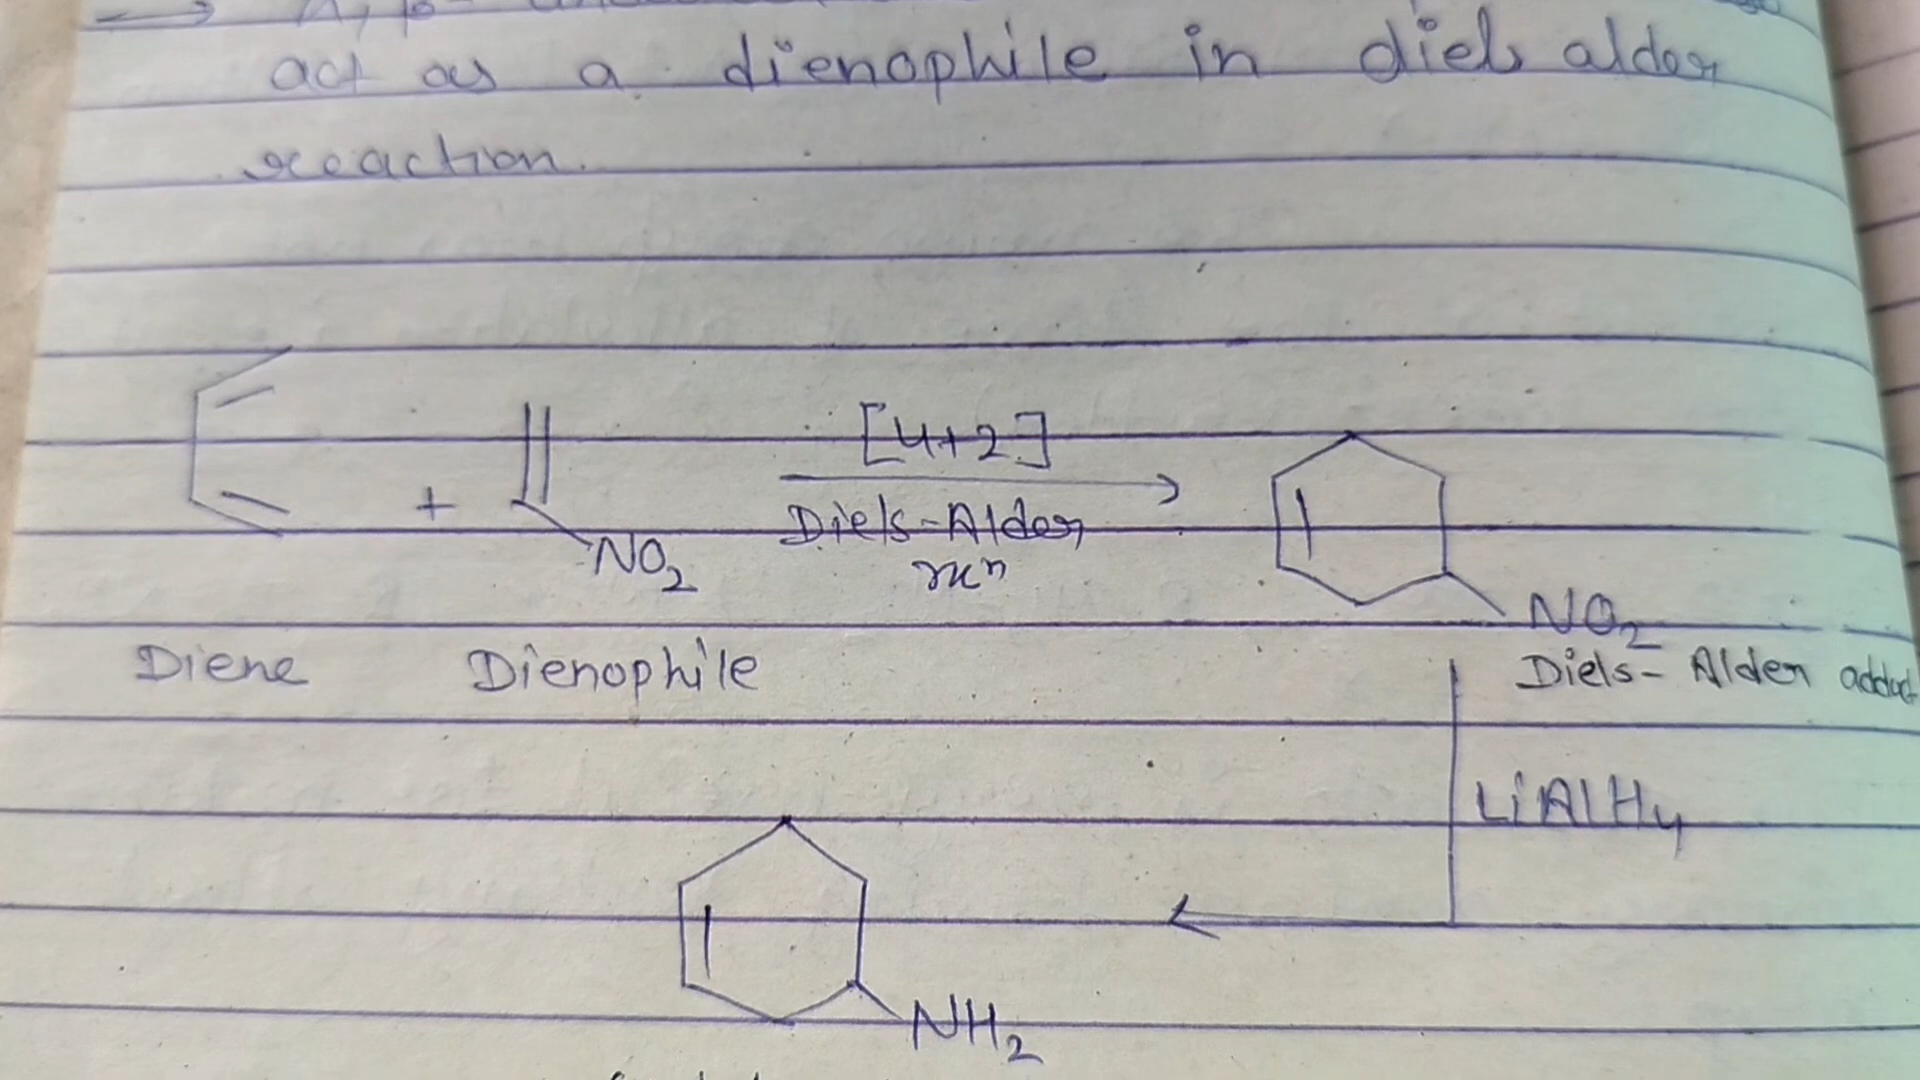 act as a dienophile in diels alder
reaction.
[4+2]
+
NO2
Diels-Alder
rxn
NO2
Diene
Dienophile
Diels-Alder adduct
LiAlH4
NH2